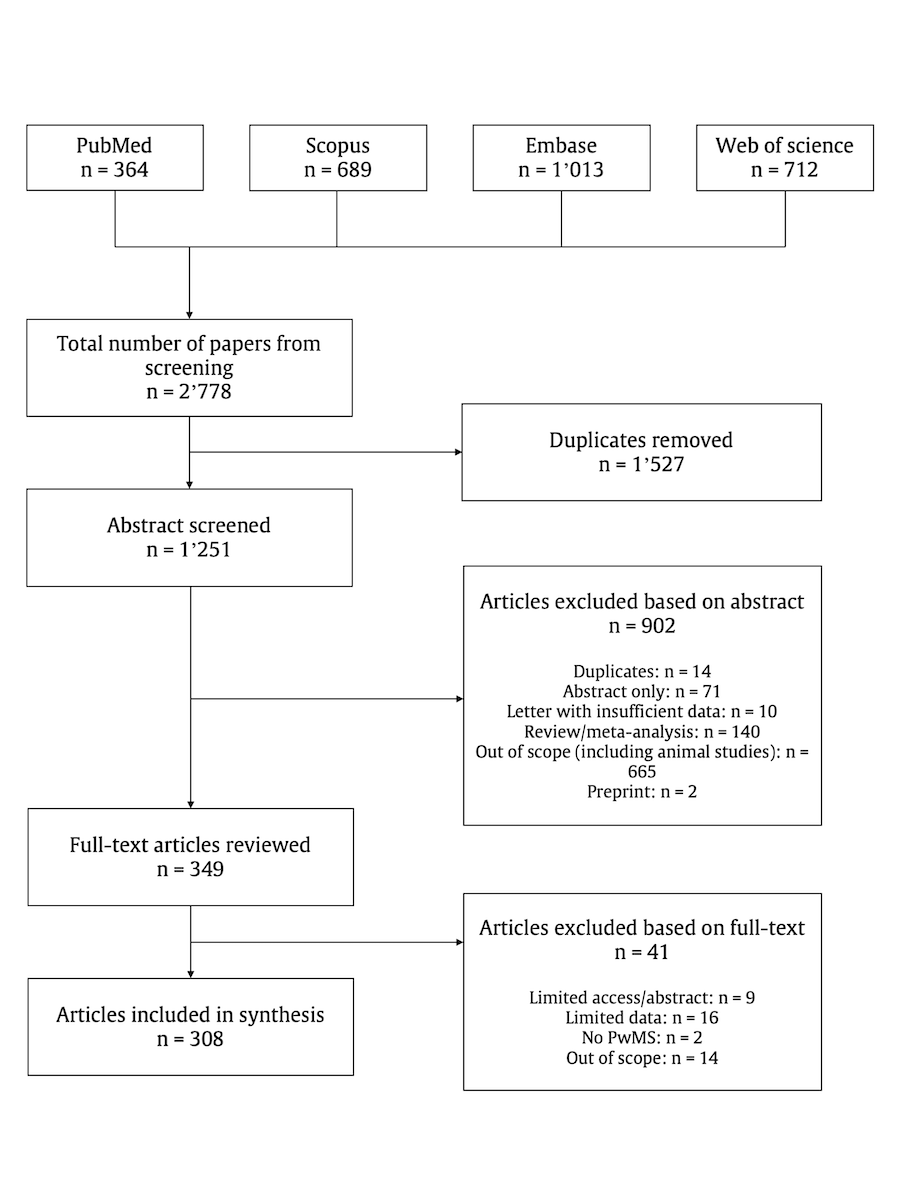 PubMed
n = 364
Scopus
n = 689
Embase
n = 1’013
Web of science
n = 712
Total number of papers from
screening
n = 2’778
Duplicates removed
n = 1’527
Abstract screened
n = 1’251
Articles excluded based on abstract
n = 902
Duplicates: n = 14
Abstract only: n = 71
Letter with insufficient data: n = 10
Review/meta-analysis: n = 140
Out of scope (including animal studies): n =
665
Preprint: n = 2
Full-text articles reviewed
n = 349
Articles excluded based on full-text
n = 41
Limited access/abstract: n = 9
Limited data: n = 16
No PwMS: n = 2
Out of scope: n = 14
Articles included in synthesis
n = 308